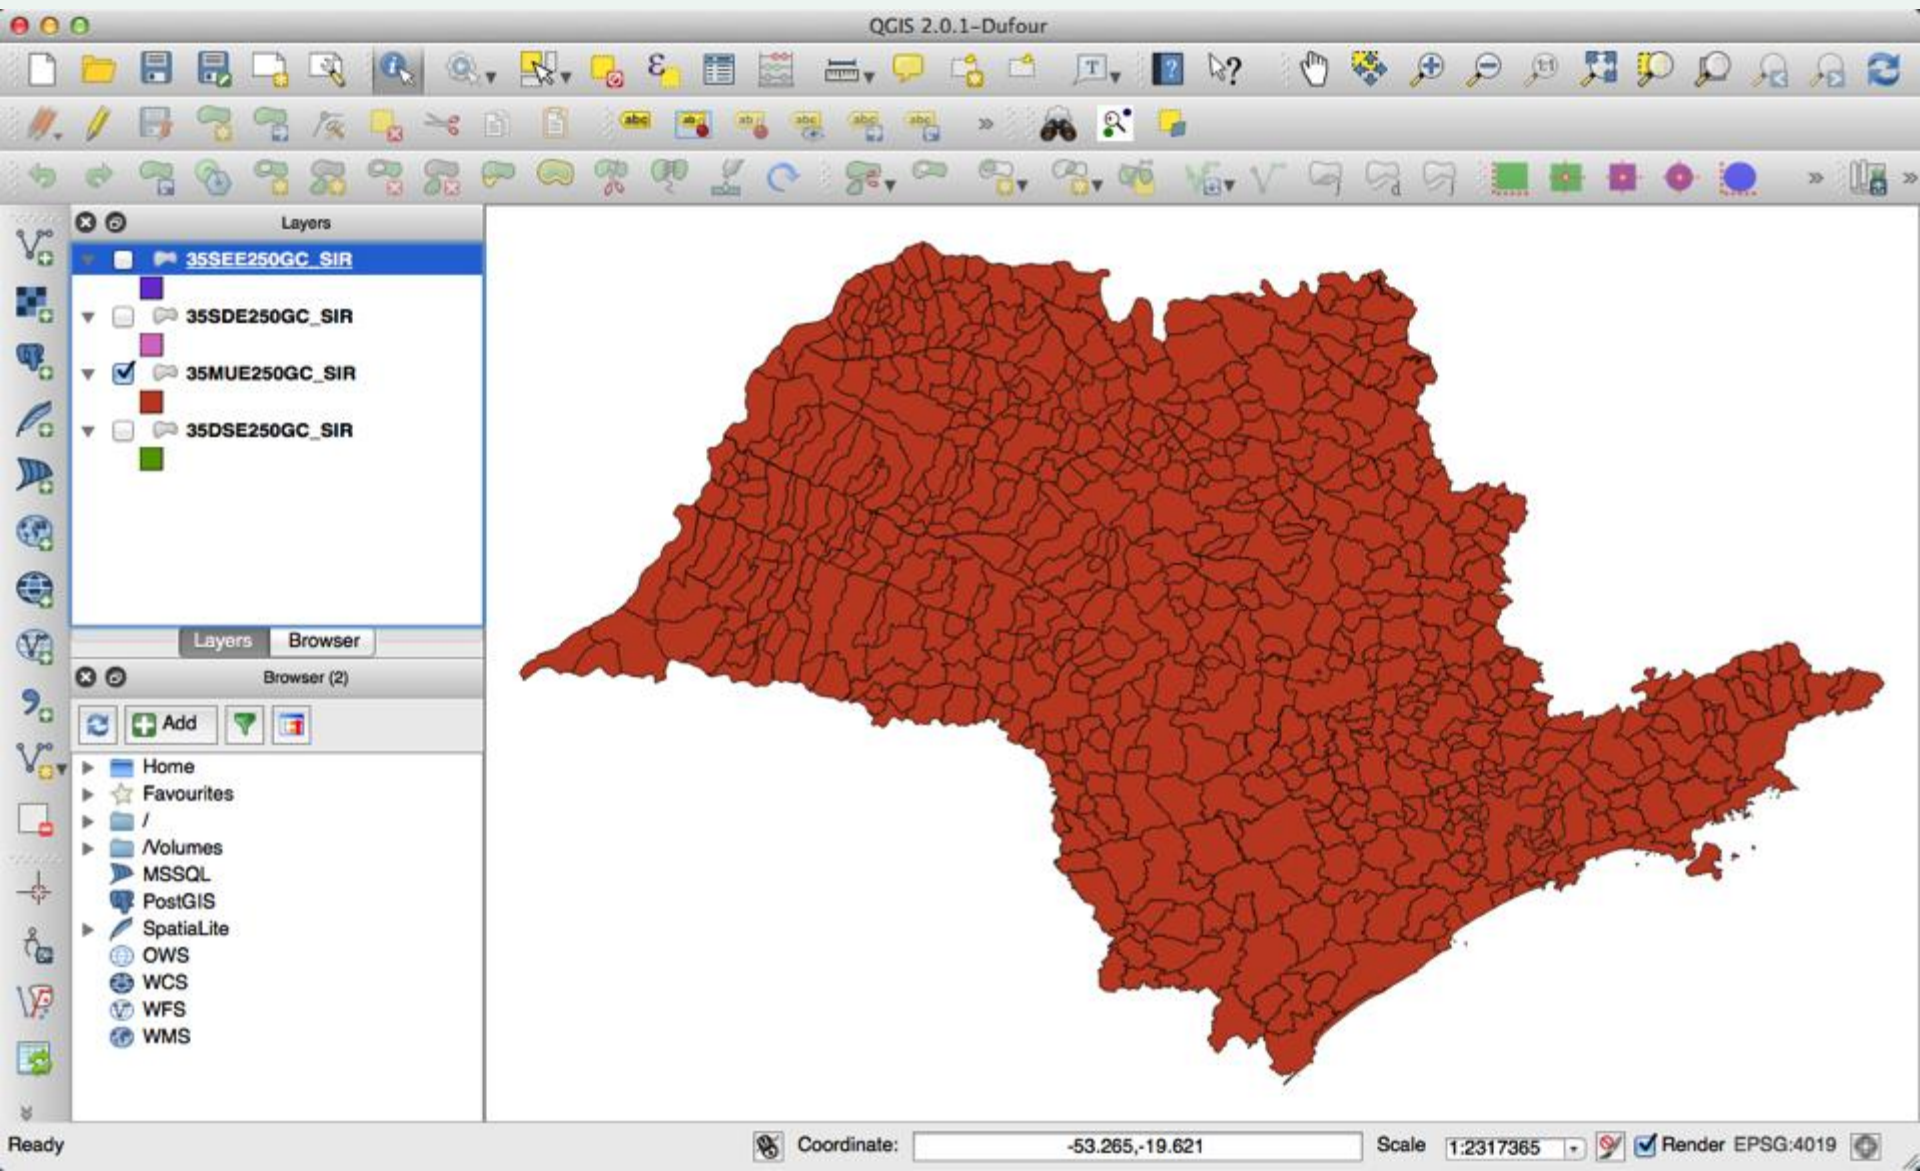 QGIS 2.0.1-Dufour
Layers
35SEE250GC_SIR
35SDE250GC_SIR
35MUE250GC_SIR
35DSE250GC_SIR
Layers Browser
Browser (2)
Add
Home
Favourites
/
/Volumes
MSSQL
PostGIS
SpatiaLite
OWS
WCS
WFS
WMS
Ready Coordinate: -53.265,-19.621 Scale 1:2317365 Render EPSG:4019